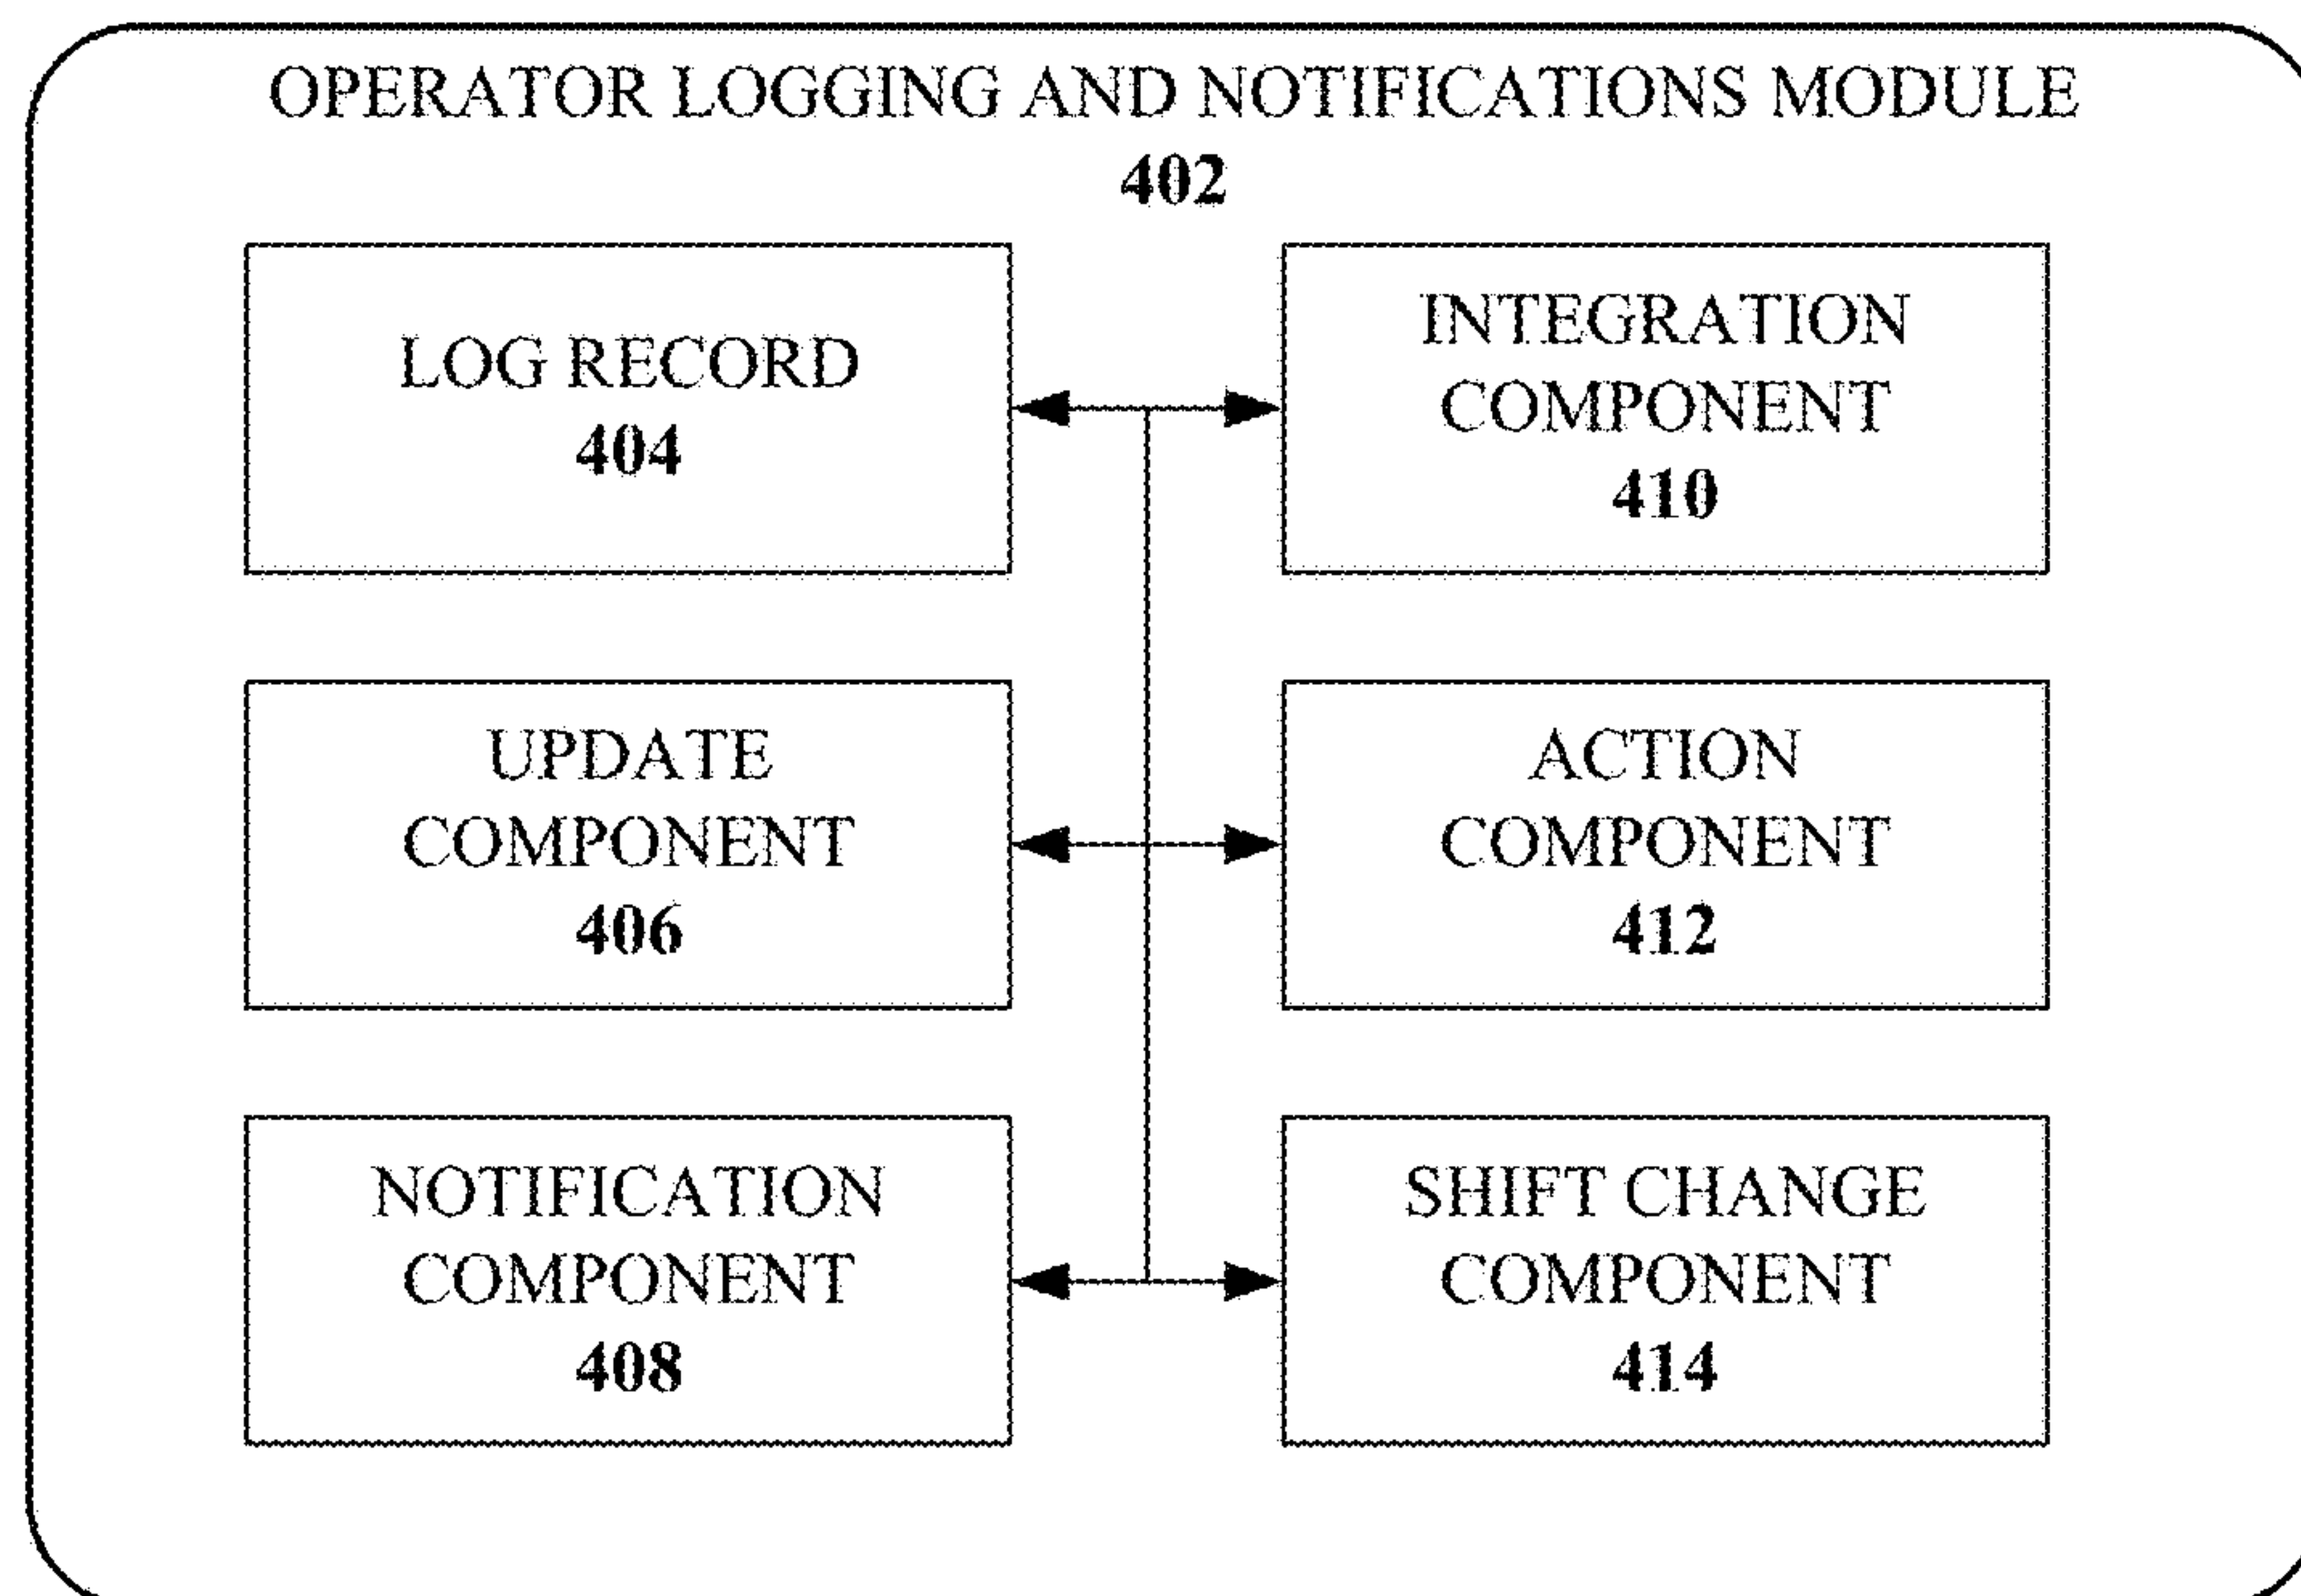 OPERATOR LOGGING AND NOTIFICATIONS MODULE
402
LOG RECORD
404
INTEGRATION
COMPONENT
410
UPDATE
COMPONENT
406
ACTION
COMPONENT
412
NOTIFICATION
COMPONENT
408
SHIFT CHANGE
COMPONENT
414